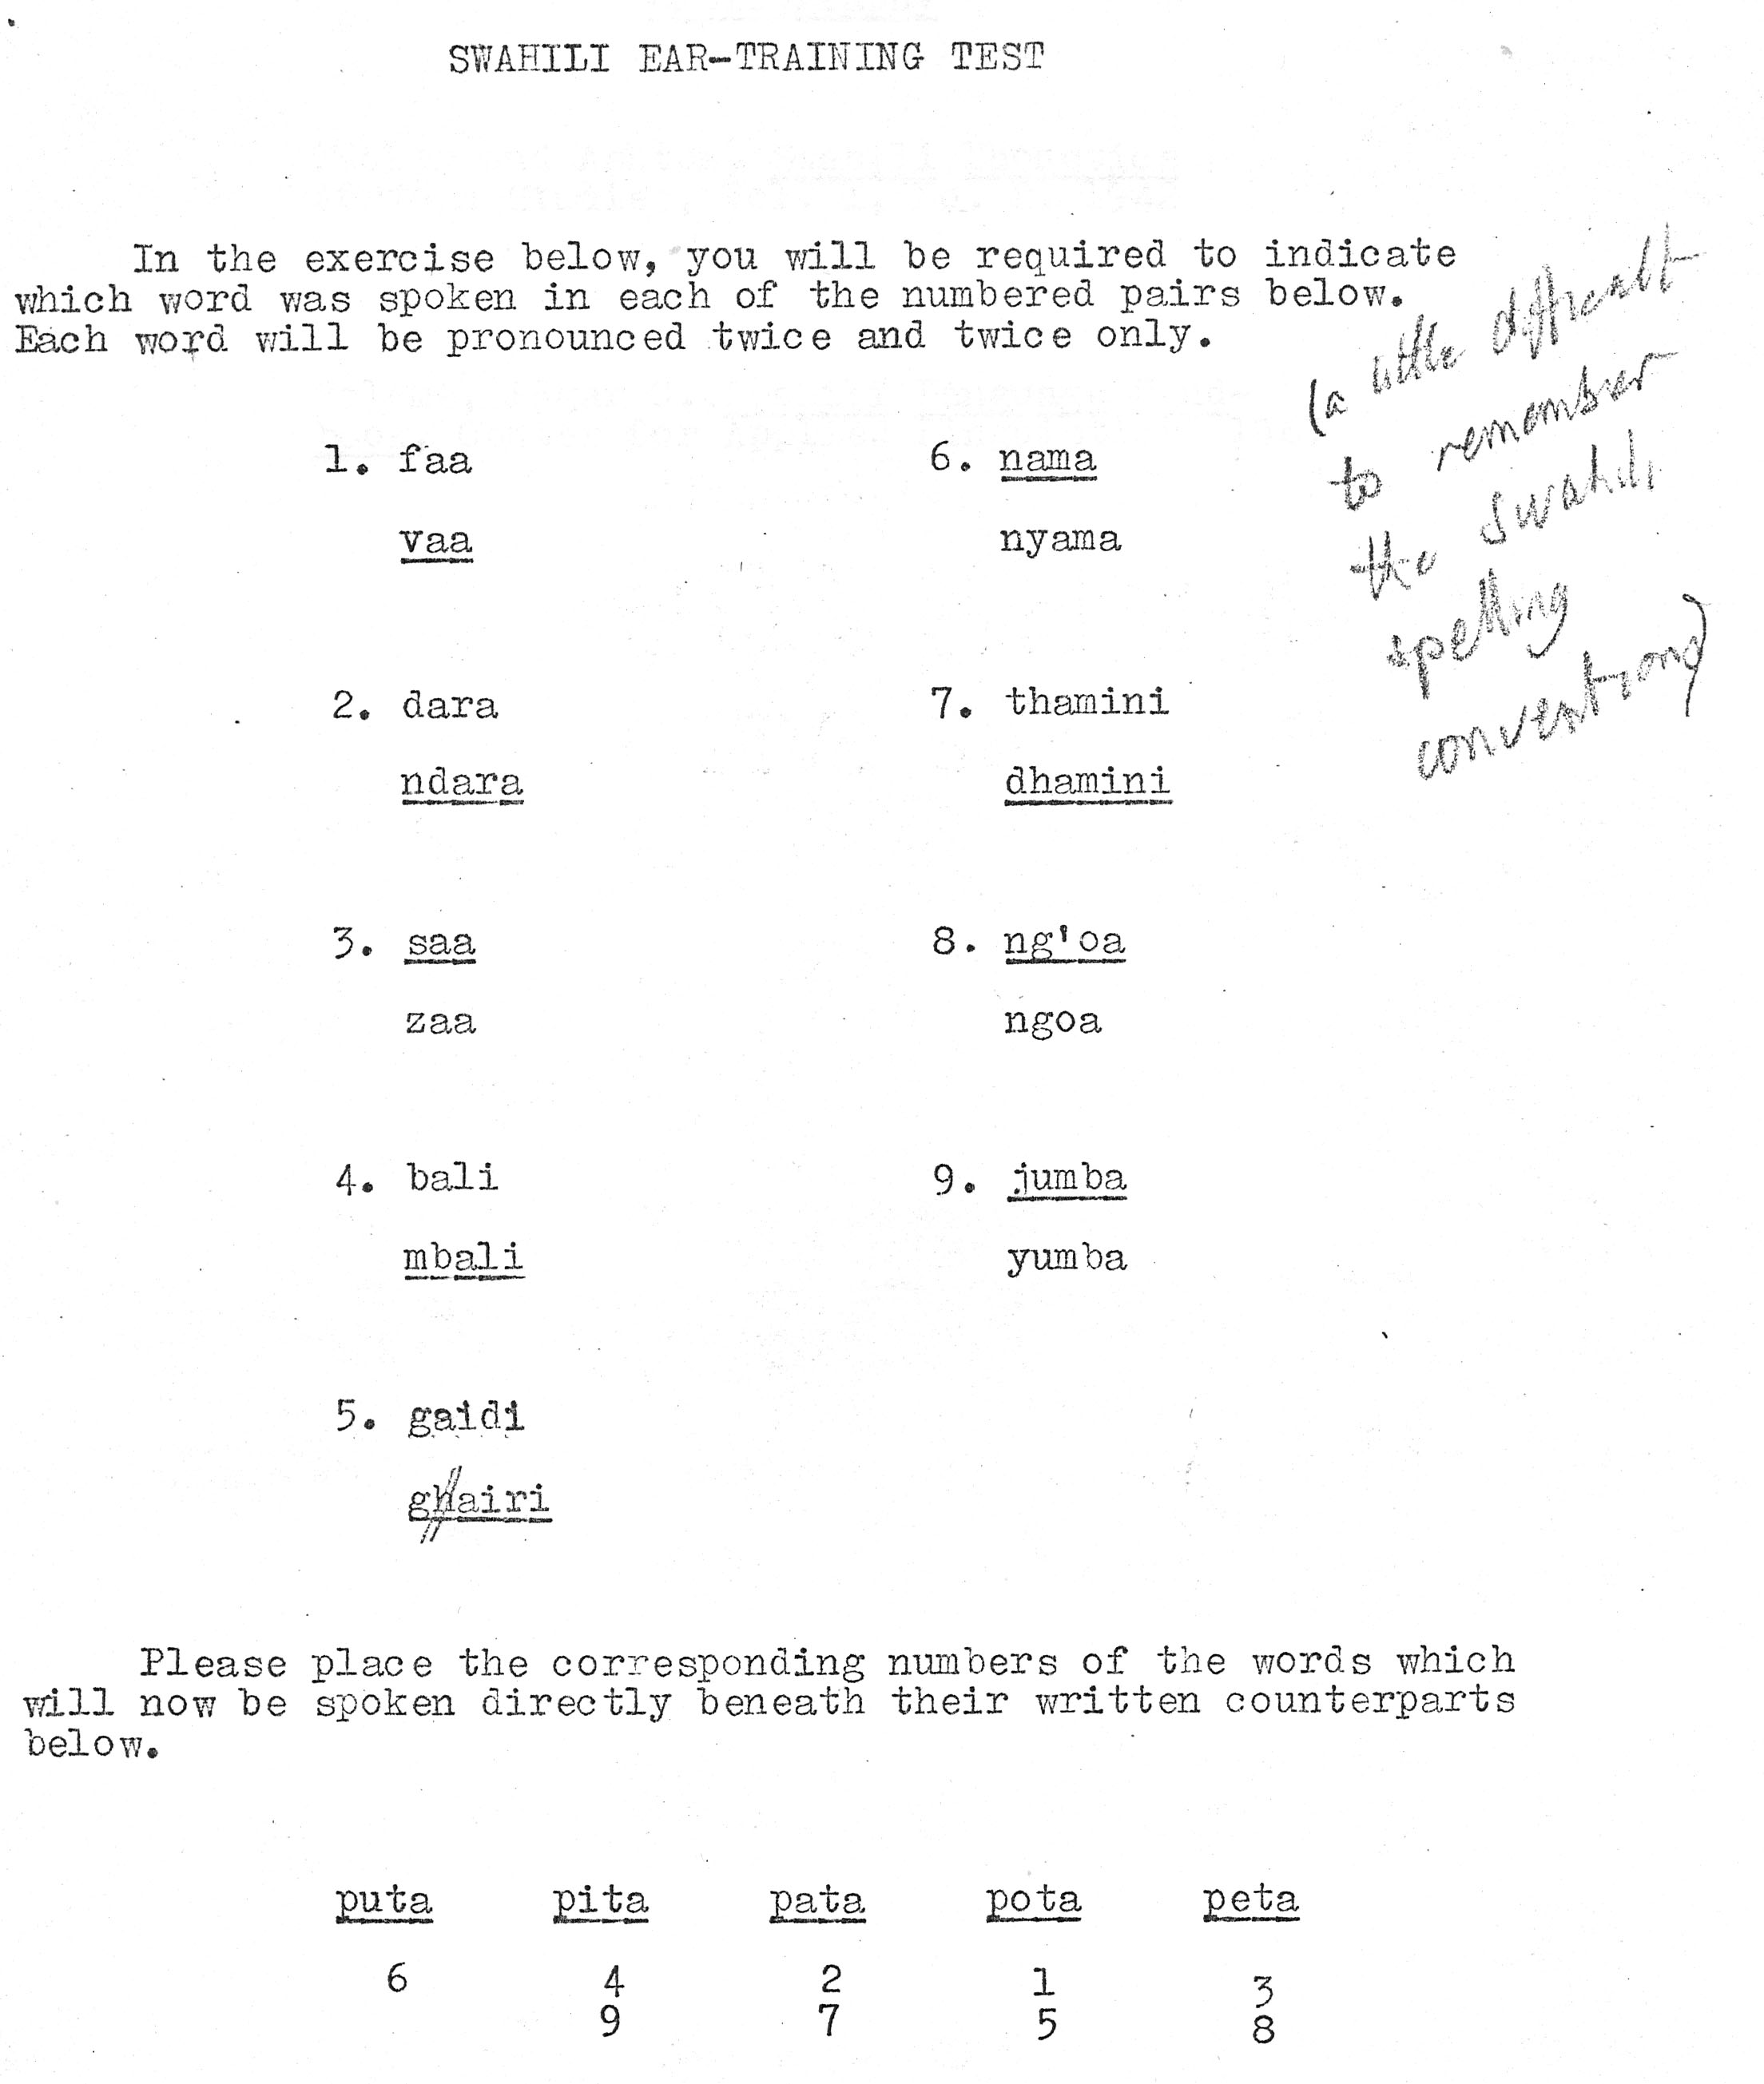 SWAHILI EAR-TRAINING TEST
In the exercise below, you will be required to indicate
which word was spoken in each of the numbered pairs below.
Each word will be pronounced twice and twice only.
(a little difficult
to remember
the Swahili
spelling
conventions)
1. faa
vaa
2. dara
ndara
3. saa
zaa
4. bali
mbali
5. gaidi
ghairi
6. nama
nyama
7. thamini
dhamini
8. ng'oa
ngoa
9. jumba
yumba
Please place the corresponding numbers of the words which
will now be spoken directly beneath their written counterparts
below.
puta pita pata pota peta
6 4 2 1 3
9 7 5 8